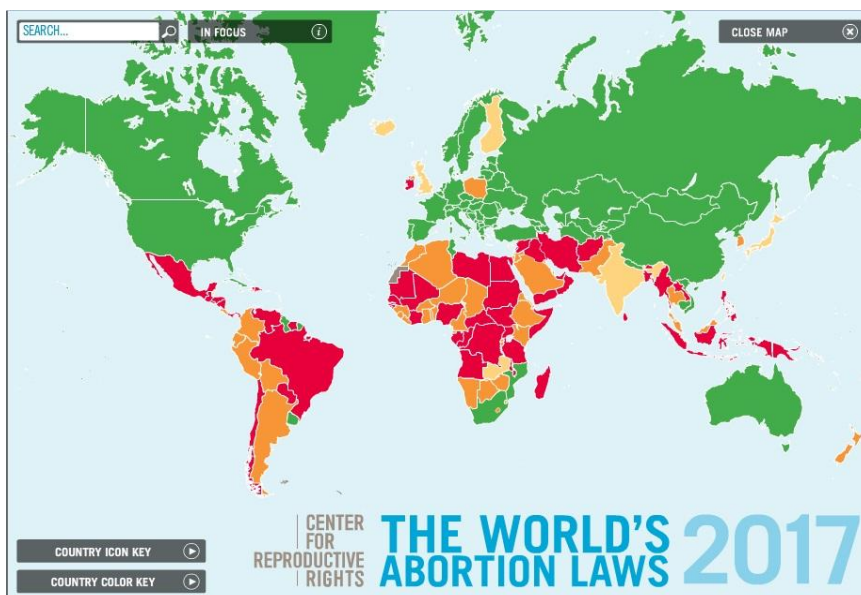 SEARCH...
IN FOCUS
CLOSE MAP
COUNTRY ICON KEY
COUNTRY COLOR KEY
CENTER
FOR
REPRODUCTIVE
RIGHTS
THE WORLD'S
ABORTION LAWS
2017